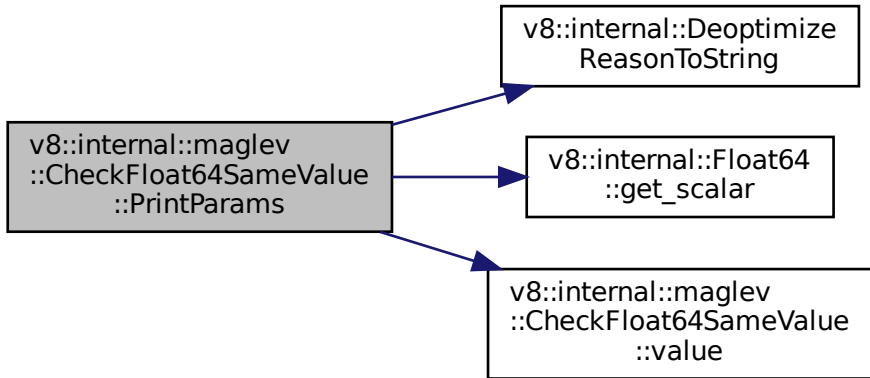 v8::internal::Deoptimize
ReasonToString
v8::internal::maglev
::CheckFloat64SameValue
::PrintParams
v8::internal::Float64
::get_scalar
v8::internal::maglev
::CheckFloat64SameValue
::value